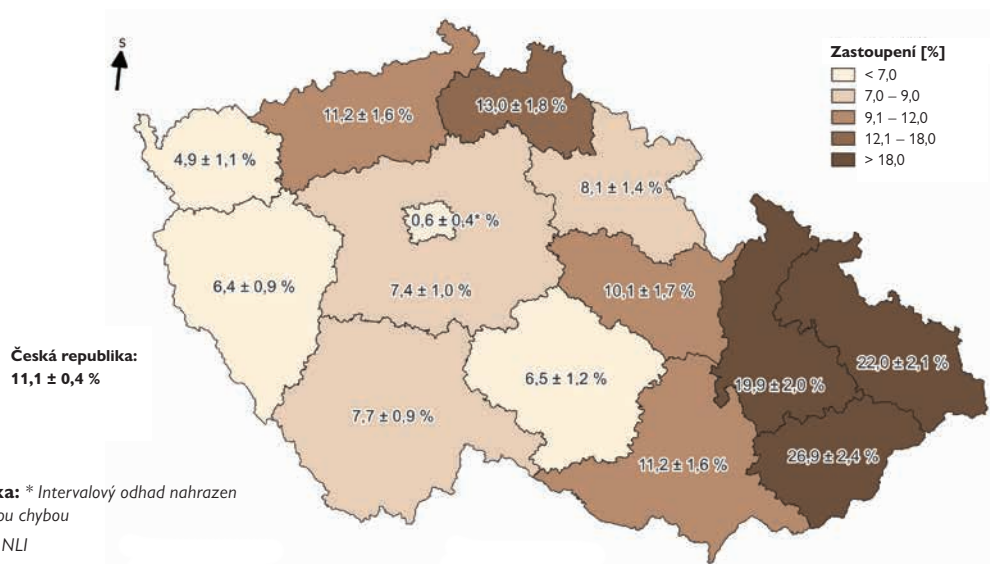 S
Zastoupení [%]
< 7,0
7,0 – 9,0
9,1 – 12,0
12,1 – 18,0
> 18,0
11,2 ± 1,6 %
13,0 ± 1,8 %
4,9 ± 1,1 %
8,1 ± 1,4 %
0,6 ± 0,4* %
6,4 ± 0,9 %
7,4 ± 1,0 %
10,1 ± 1,7 %
Česká republika:
11,1 ± 0,4 %
6,5 ± 1,2 %
19,9 ± 2,0 %
22,0 ± 2,1 %
7,7 ± 0,9 %
11,2 ± 1,6 %
26,9 ± 2,4 %
ka: * Intervalový odhad nahrazen
ou chybou
NLI